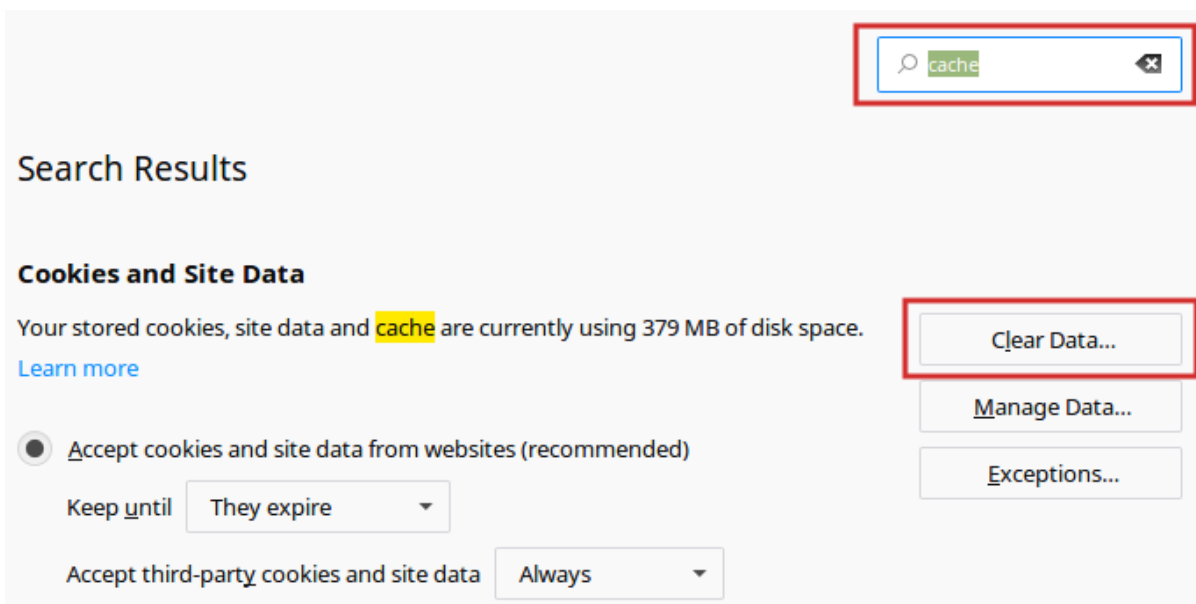 cache
Search Results
Cookies and Site Data
Your stored cookies, site data and cache are currently using 379 MB of disk space.
Learn more
Clear Data...
Manage Data...
Exceptions...
Accept cookies and site data from websites (recommended)
Keep until They expire
Accept third-party cookies and site data Always